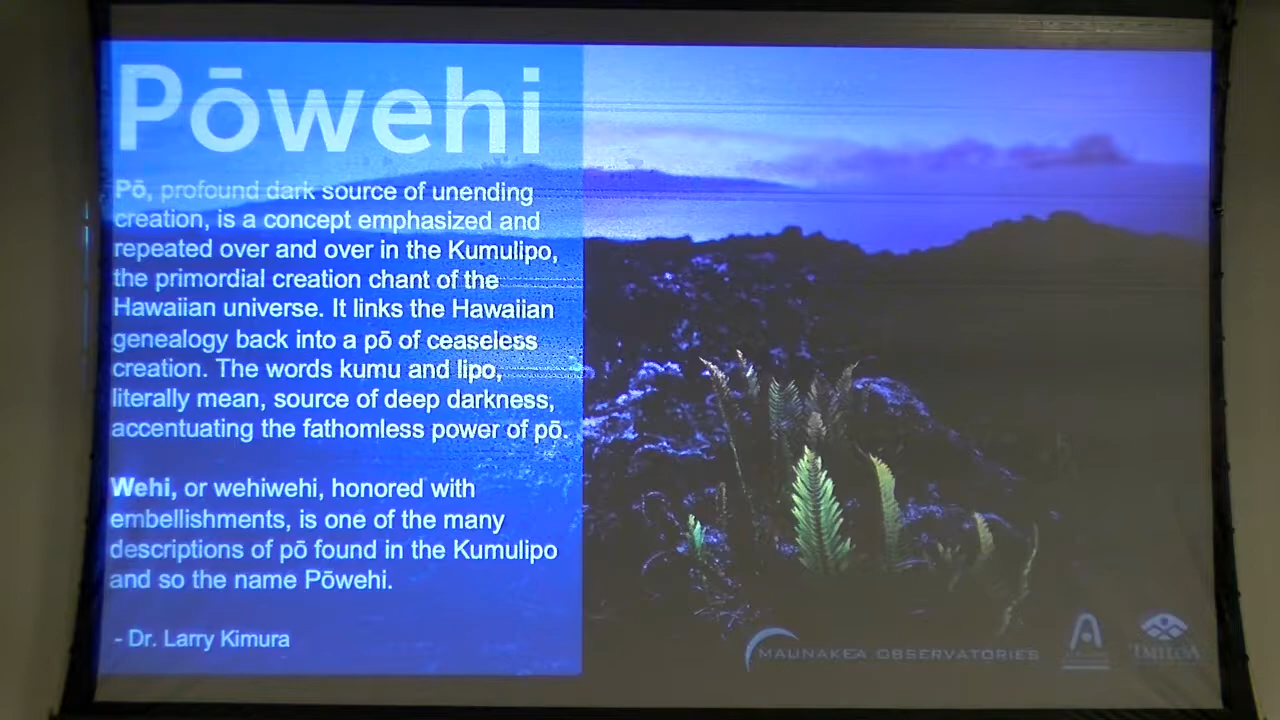 Pōwehi
Pō, profound dark source of unending
creation, is a concept emphasized and
repeated over and over in the Kumulipo,
the primordial creation chant of the
Hawaiian universe. It links the Hawaiian
genealogy back into a pō of ceaseless
creation. The words kumu and lipo,
literally mean, source of deep darkness,
accentuating the fathomless power of pō.
Wehi, or wehiwehi, honored with
embellishments, is one of the many
descriptions of pō found in the Kumulipo
and so the name Pōwehi.
- Dr. Larry Kimura
MAUNAKEA OBSERVATORIES